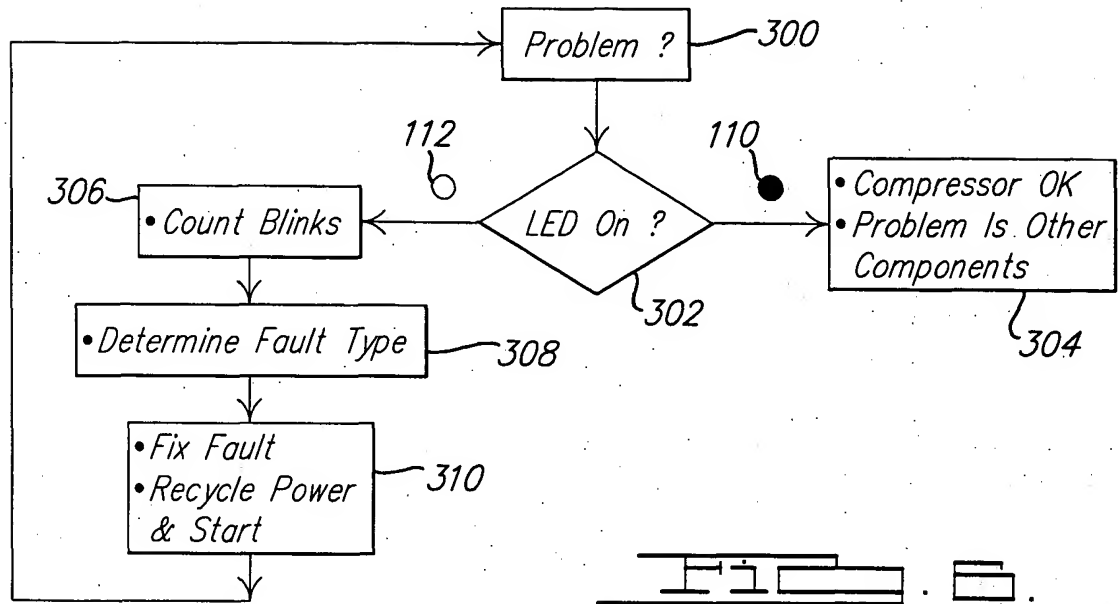 Problem ?
300
112
110
306
• Count Blinks
LED On ?
302
• Compressor OK
• Problem Is Other
Components
304
• Determine Fault Type
308
• Fix Fault
• Recycle Power
& Start
310